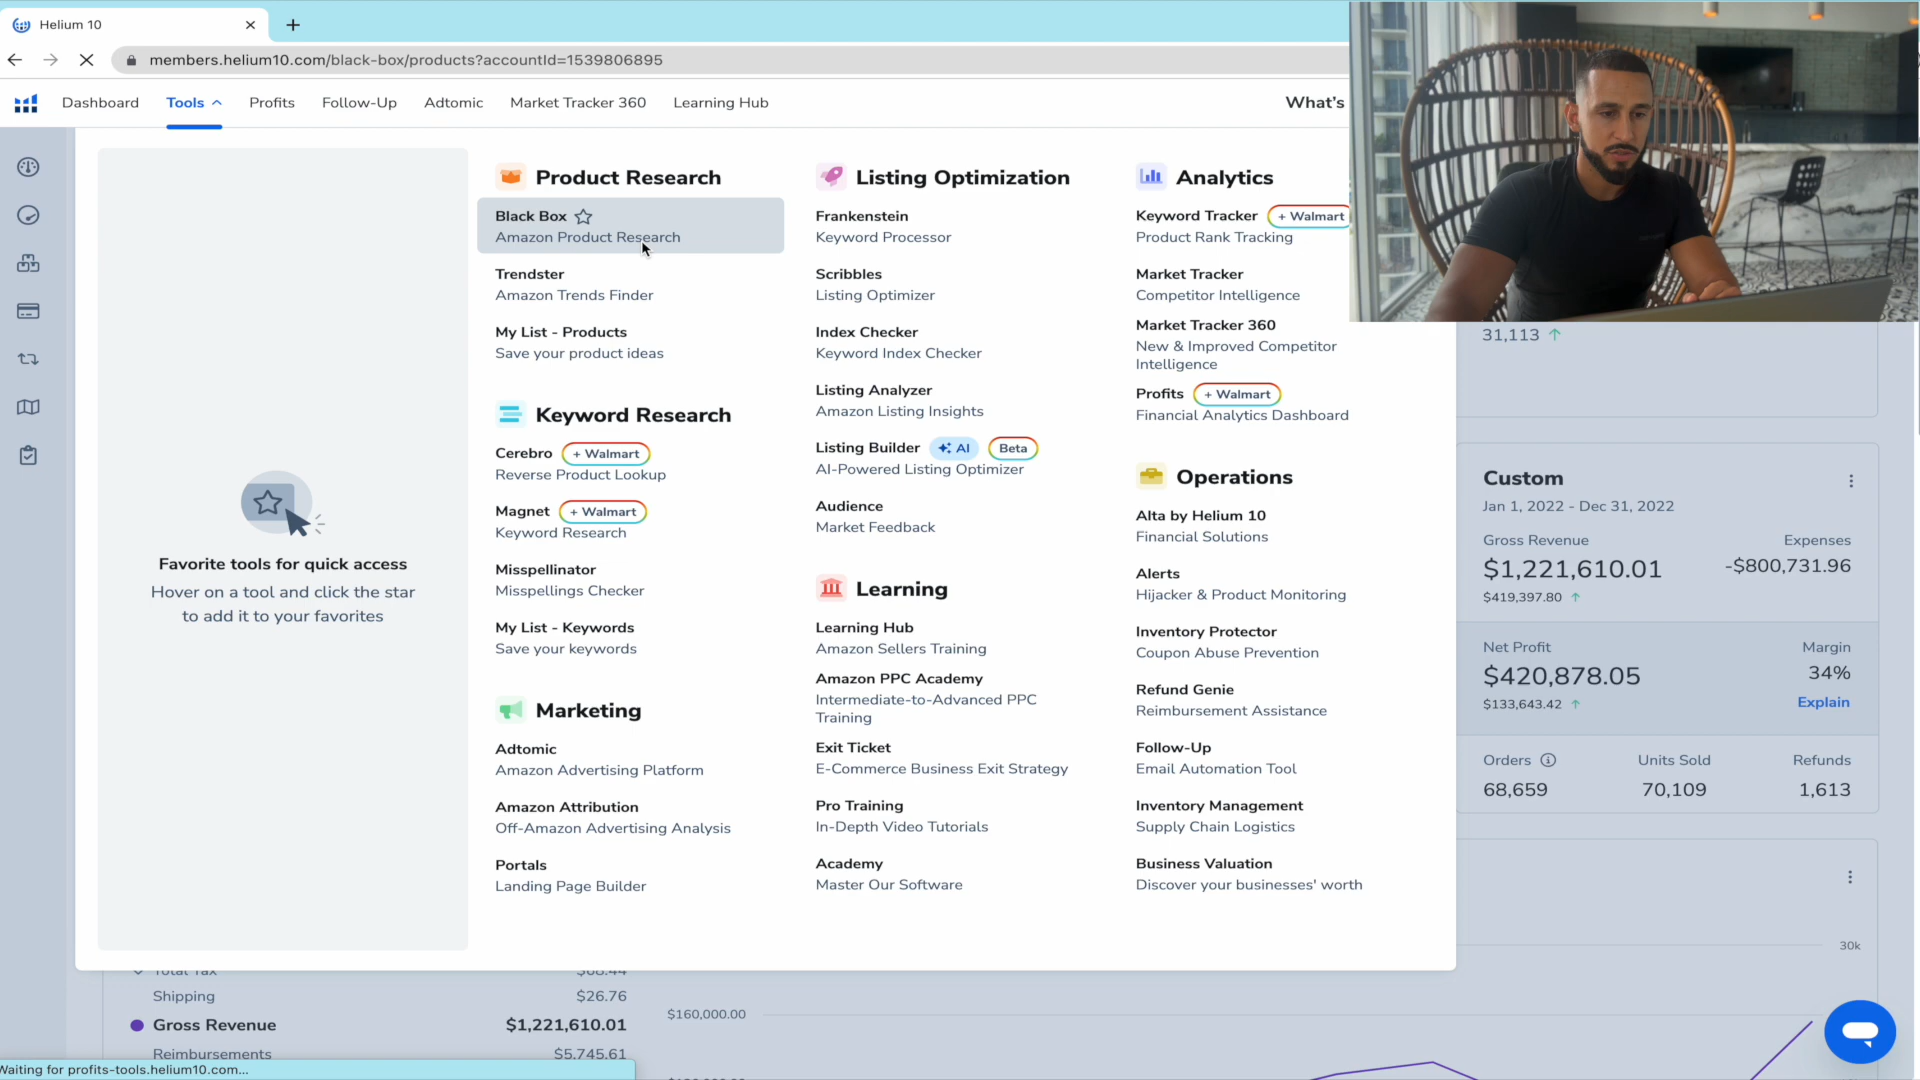 Helium 10
members.helium10.com/black-box/products?accountId=1539806895
Dashboard
Tools
Profits
Follow-Up
Adtomic
Market Tracker 360
Learning Hub
What's
Favorite tools for quick access
Hover on a tool and click the star
to add it to your favorites
Product Research
Black Box
Amazon Product Research
Trendster
Amazon Trends Finder
My List - Products
Save your product ideas
Keyword Research
Cerebro + Walmart
Reverse Product Lookup
Magnet + Walmart
Keyword Research
Misspellinator
Misspellings Checker
My List - Keywords
Save your keywords
Marketing
Adtomic
Amazon Advertising Platform
Amazon Attribution
Off-Amazon Advertising Analysis
Portals
Landing Page Builder
Listing Optimization
Frankenstein
Keyword Processor
Scribbles
Listing Optimizer
Index Checker
Keyword Index Checker
Listing Analyzer
Amazon Listing Insights
Listing Builder AI Beta
AI-Powered Listing Optimizer
Audience
Market Feedback
Learning
Learning Hub
Amazon Sellers Training
Amazon PPC Academy
Intermediate-to-Advanced PPC
Training
Exit Ticket
E-Commerce Business Exit Strategy
Pro Training
In-Depth Video Tutorials
Academy
Master Our Software
Analytics
Keyword Tracker + Walmart
Product Rank Tracking
Market Tracker
Competitor Intelligence
Market Tracker 360
New & Improved Competitor
Intelligence
Profits + Walmart
Financial Analytics Dashboard
Operations
Alta by Helium 10
Financial Solutions
Alerts
Hijacker & Product Monitoring
Inventory Protector
Coupon Abuse Prevention
Refund Genie
Reimbursement Assistance
Follow-Up
Email Automation Tool
Inventory Management
Supply Chain Logistics
Business Valuation
Discover your businesses' worth
31,113
Custom
Jan 1, 2022 - Dec 31, 2022
Gross Revenue Expenses
$1,221,610.01 -$800,731.96
$419,397.80
Net Profit Margin
$420,878.05 34%
$133,643.42 Explain
Orders Units Sold Refunds
68,659 70,109 1,613
30k
Total Tax
Shipping $26.76
Gross Revenue $1,221,610.01
Reimbursements $5,745.61
$160,000.00
Waiting for profits-tools.helium10.com...